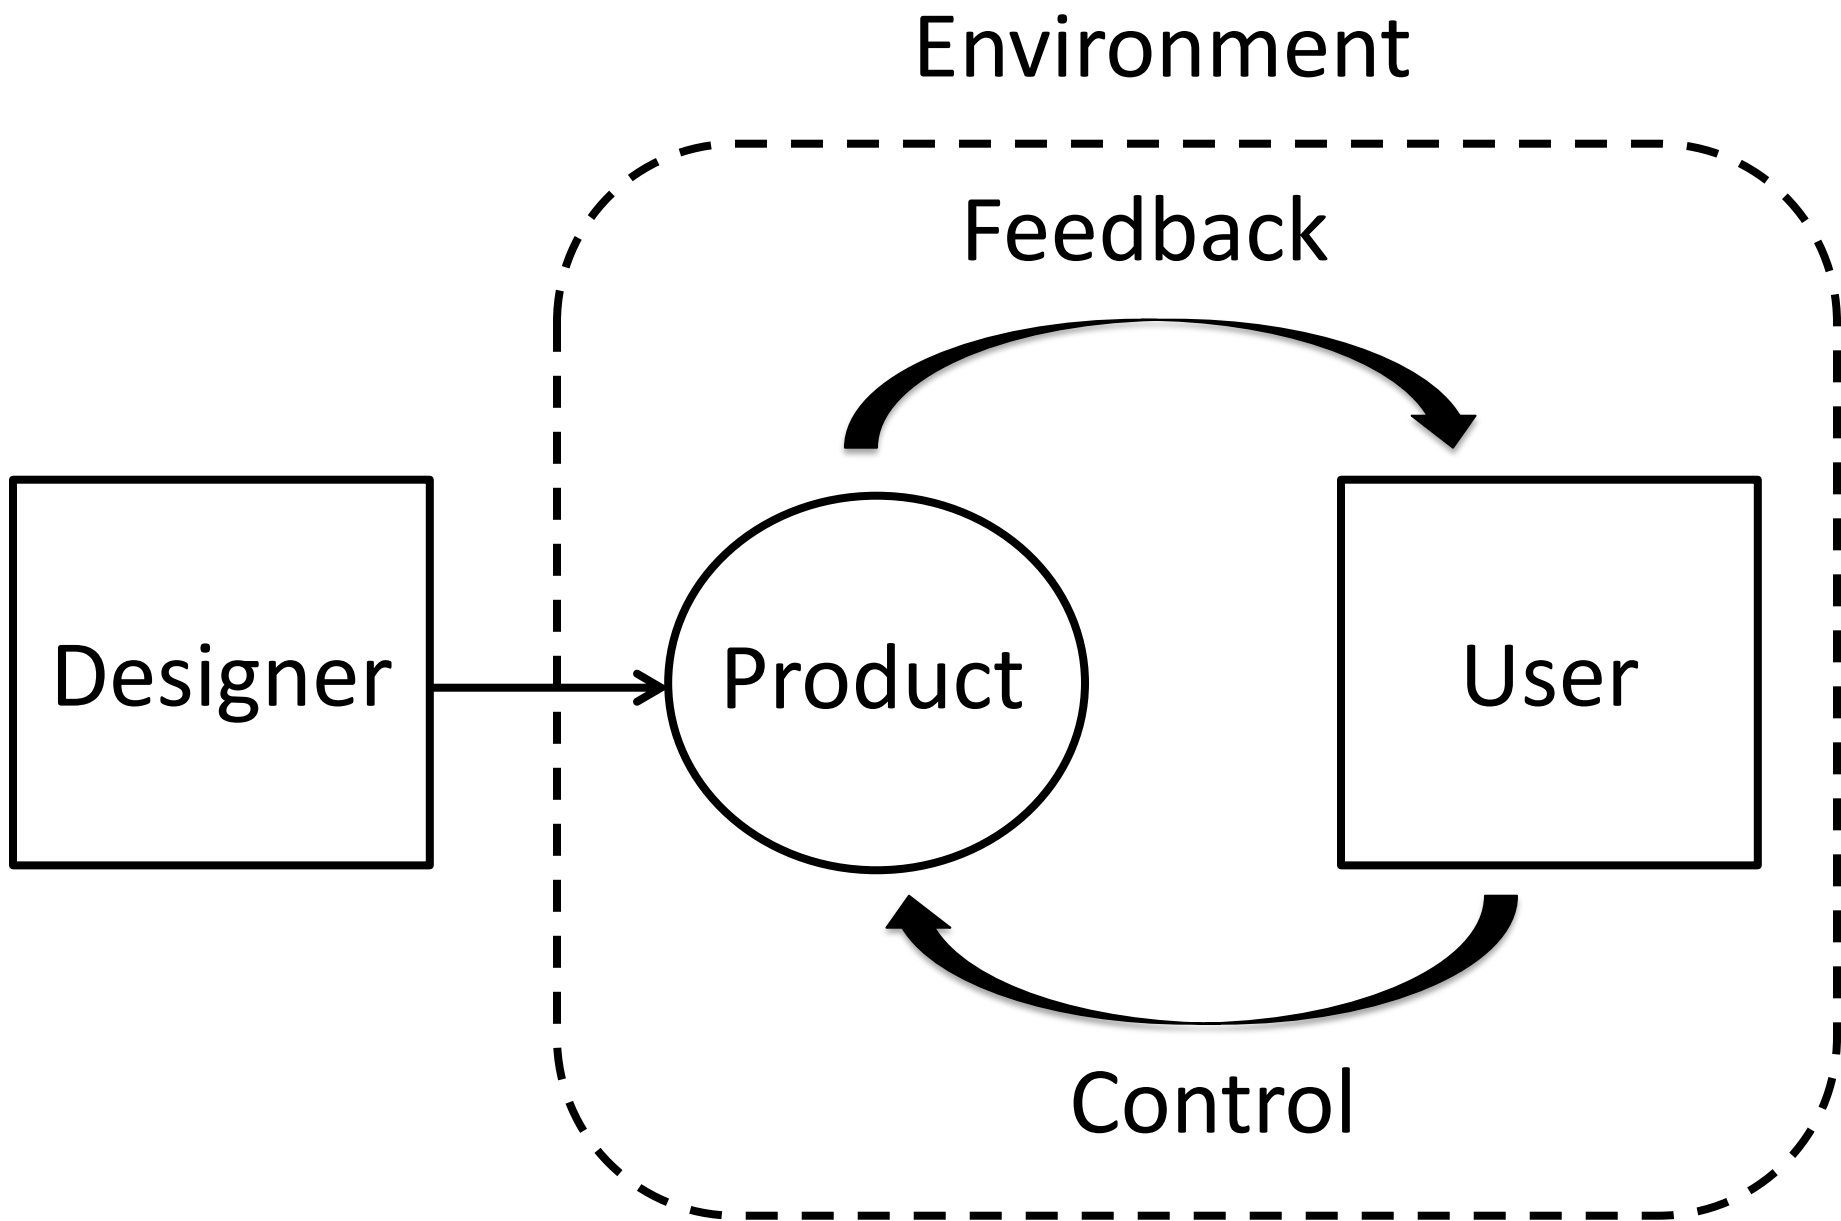 Environment
Feedback
Designer
Product
User
Control